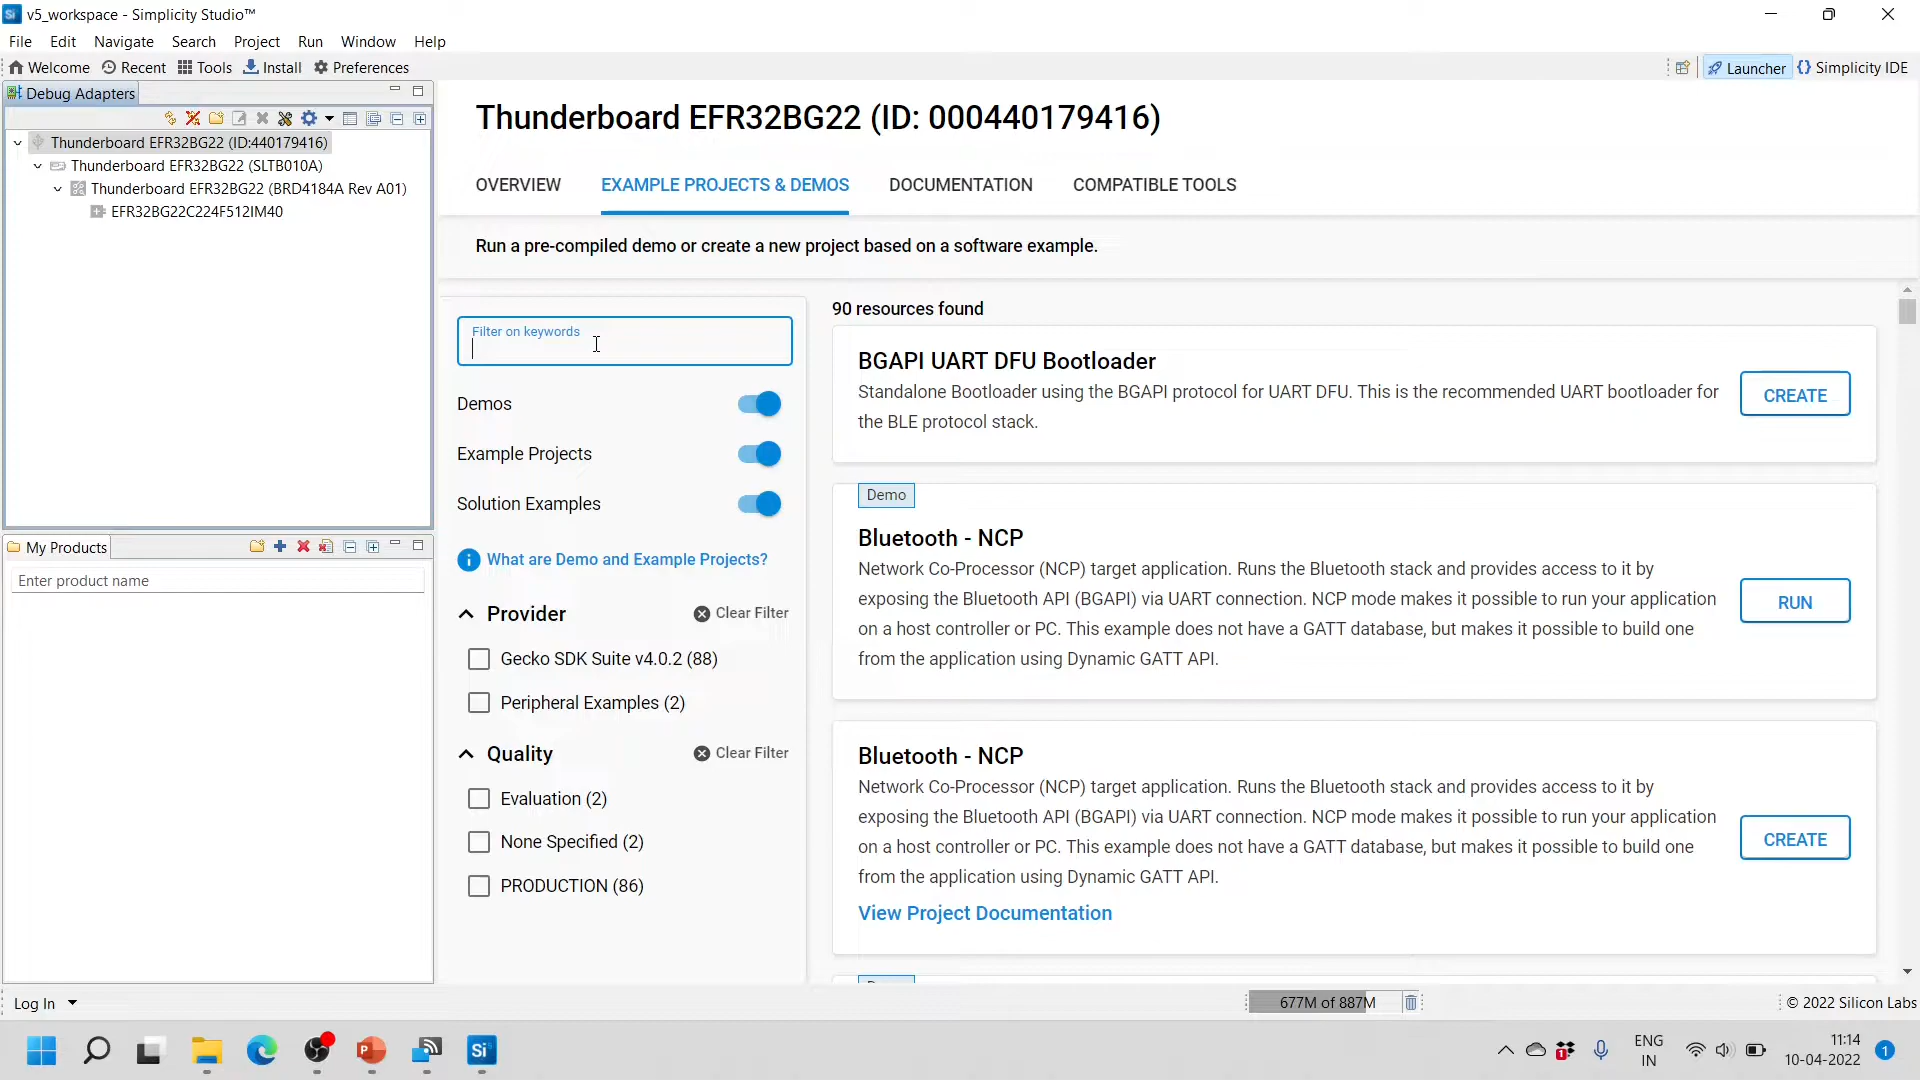 v5_workspace - Simplicity Studio™
File Edit Navigate Search Project Run Window Help
Welcome Recent Tools Install Preferences
Launcher Simplicity IDE
Debug Adapters
Thunderboard EFR32BG22 (ID:440179416)
Thunderboard EFR32BG22 (SLTB010A)
Thunderboard EFR32BG22 (BRD4184A Rev A01)
EFR32BG22C224F512IM40
My Products
Enter product name
Thunderboard EFR32BG22 (ID: 000440179416)
OVERVIEW EXAMPLE PROJECTS & DEMOS DOCUMENTATION COMPATIBLE TOOLS
Run a pre-compiled demo or create a new project based on a software example.
Filter on keywords
Demos
Example Projects
Solution Examples
What are Demo and Example Projects?
Provider Clear Filter
Gecko SDK Suite v4.0.2 (88)
Peripheral Examples (2)
Quality Clear Filter
Evaluation (2)
None Specified (2)
PRODUCTION (86)
90 resources found
BGAPI UART DFU Bootloader
Standalone Bootloader using the BGAPI protocol for UART DFU. This is the recommended UART bootloader for
the BLE protocol stack.
CREATE
Demo
Bluetooth - NCP
Network Co-Processor (NCP) target application. Runs the Bluetooth stack and provides access to it by
exposing the Bluetooth API (BGAPI) via UART connection. NCP mode makes it possible to run your application
on a host controller or PC. This example does not have a GATT database, but makes it possible to build one
from the application using Dynamic GATT API.
RUN
Bluetooth - NCP
Network Co-Processor (NCP) target application. Runs the Bluetooth stack and provides access to it by
exposing the Bluetooth API (BGAPI) via UART connection. NCP mode makes it possible to run your application
on a host controller or PC. This example does not have a GATT database, but makes it possible to build one
from the application using Dynamic GATT API.
View Project Documentation
CREATE
Log In
677M of 887M
© 2022 Silicon Labs
Si
ENG
IN
11:14
10-04-2022
1